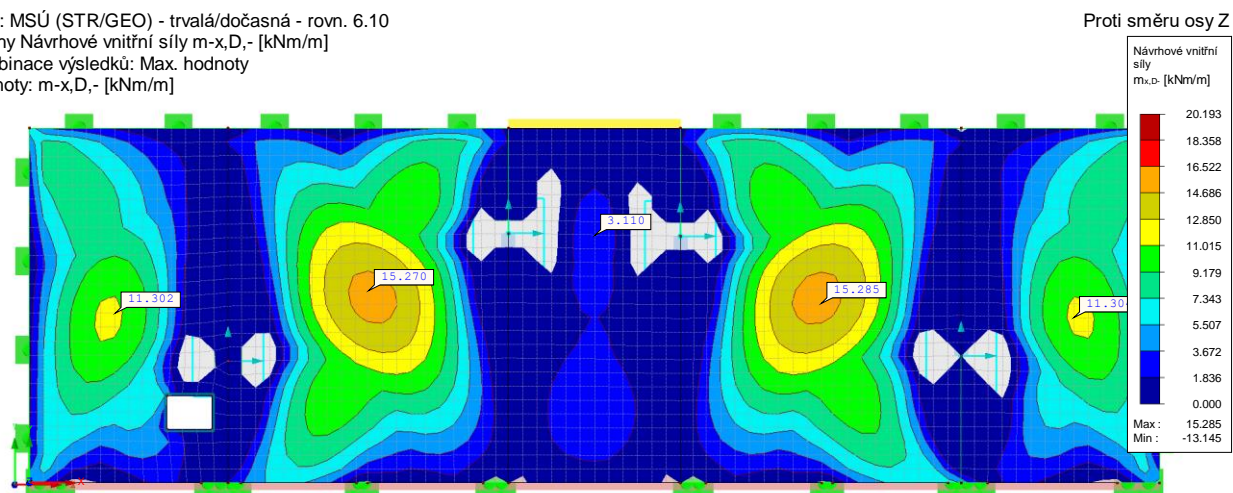 : MSÚ (STR/GEO) - trvalá/dočasná - rovn. 6.10
ny Návrhové vnitřní síly m-x,D,- [kNm/m]
binace výsledků: Max. hodnoty
noty: m-x,D,- [kNm/m]
Proti směru osy Z
Návrhové vnitřní
síly
mx,D- [kNm/m]
20.193
18.358
16.522
14.686
12.850
11.015
9.179
7.343
5.507
3.672
1.836
0.000
Max : 15.285
Min : -13.145
3.110
15.270
15.285
11.302
11.304
X